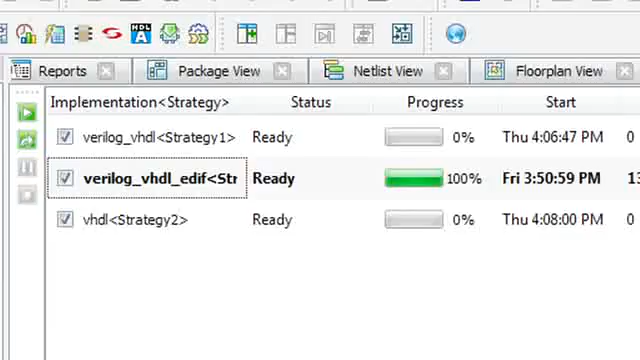 HDL
A
Reports Package View Netlist View Floorplan View
Implementation<Strategy> Status Progress Start
verilog_vhdl<Strategy1> Ready 0% Thu 4:06:47 PM 0
verilog_vhdl_edif<Str Ready 100% Fri 3:50:59 PM 13
vhdl<Strategy2> Ready 0% Thu 4:08:00 PM 0